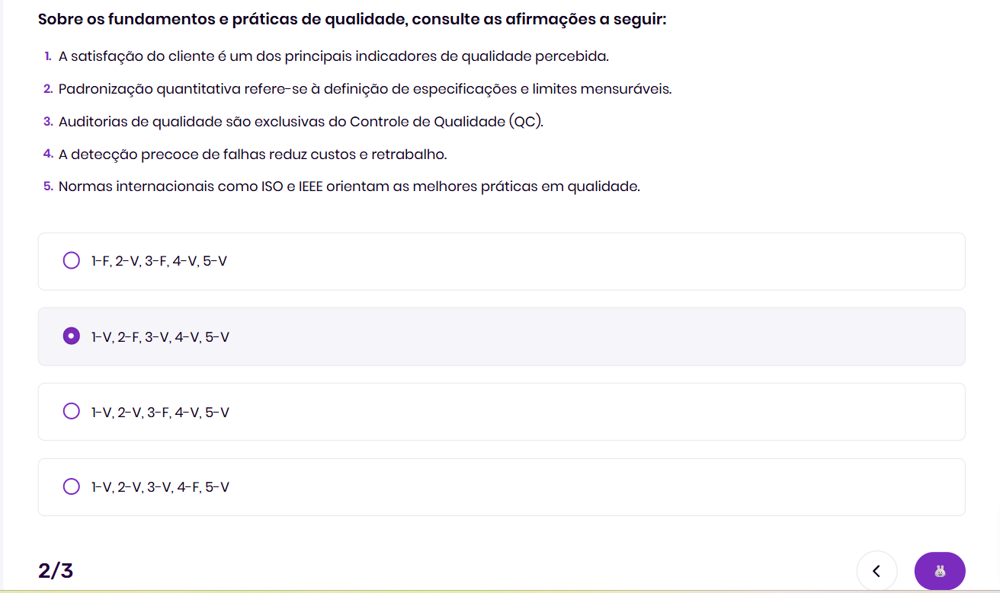 Sobre os fundamentos e práticas de qualidade, consulte as afirmações a seguir:
1. A satisfação do cliente é um dos principais indicadores de qualidade percebida.
2. Padronização quantitativa refere-se à definição de especificações e limites mensuráveis.
3. Auditorias de qualidade são exclusivas do Controle de Qualidade (QC).
4. A detecção precoce de falhas reduz custos e retrabalho.
5. Normas internacionais como ISO e IEEE orientam as melhores práticas em qualidade.
1-F, 2-V, 3-F, 4-V, 5-V
1-V, 2-F, 3-V, 4-V, 5-V
1-V, 2-V, 3-F, 4-V, 5-V
1-V, 2-V, 3-V, 4-F, 5-V
2/3